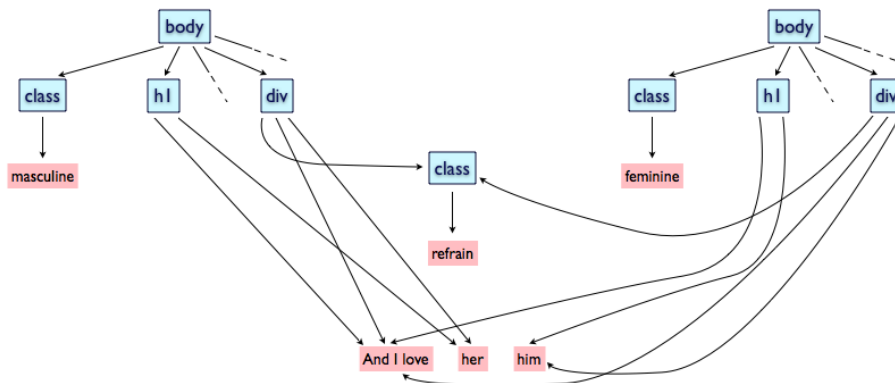 body
body
class
h1
div
class
h1
div
masculine
class
feminine
refrain
And I love
her
him